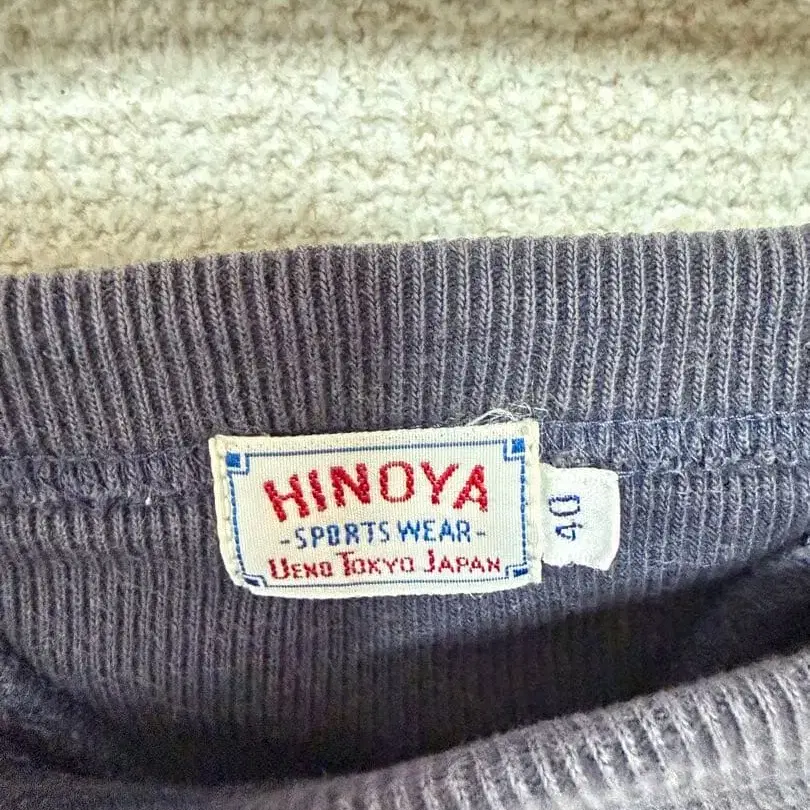 HINOYA
-SPORTS WEAR-
UENO TOKYO JAPAN
40